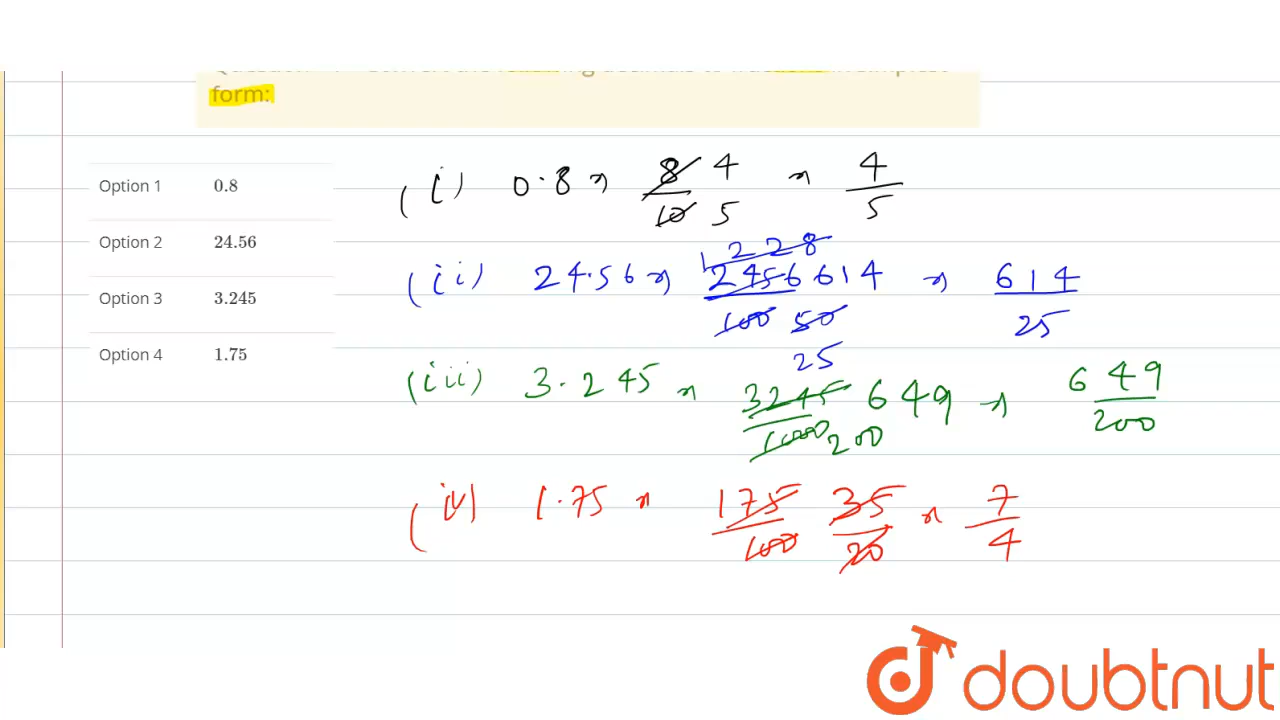 form:
Option 1 0.8
Option 2 24.56
Option 3 3.245
Option 4 1.75
(i) 0.8 8/10 4/5 4/5
(ii) 24.56 1228 2456/100 614 50 25 614/25
(iii) 3.245 3245/1000 649 200 649/200
(iv) 1.75 175/100 35/20 7/4
doubtnut